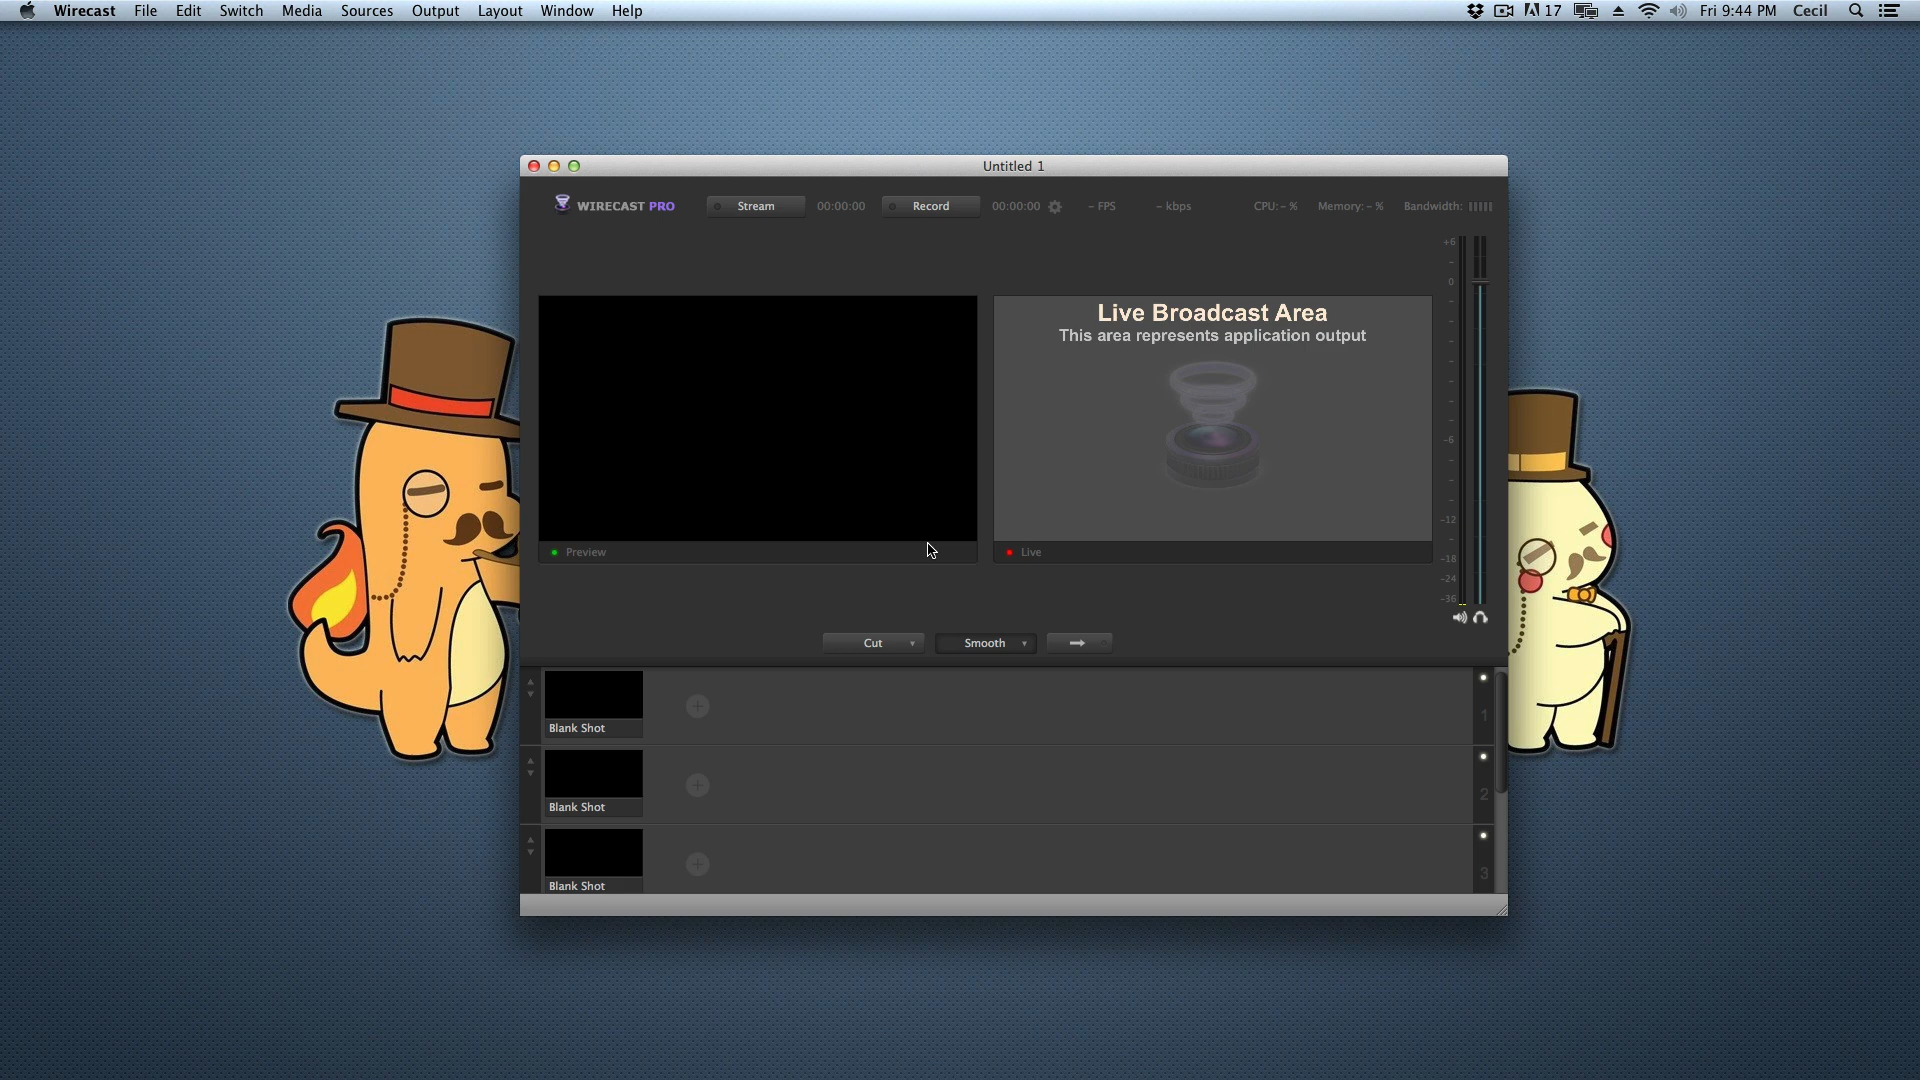 Wirecast File Edit Switch Media Sources Output Layout Window Help
17 Fri 9:44 PM Cecil
Untitled 1
WIRECAST PRO Stream 00:00:00 Record 00:00:00 - FPS - kbps CPU: - % Memory: - % Bandwidth:
+6
-
0
-
-
-
-
-
-
-6
-
-
-
-12
-
-18
-24
-36
Live Broadcast Area
This area represents application output
Preview
Live
Cut Smooth
Blank Shot
1
Blank Shot
2
Blank Shot
3